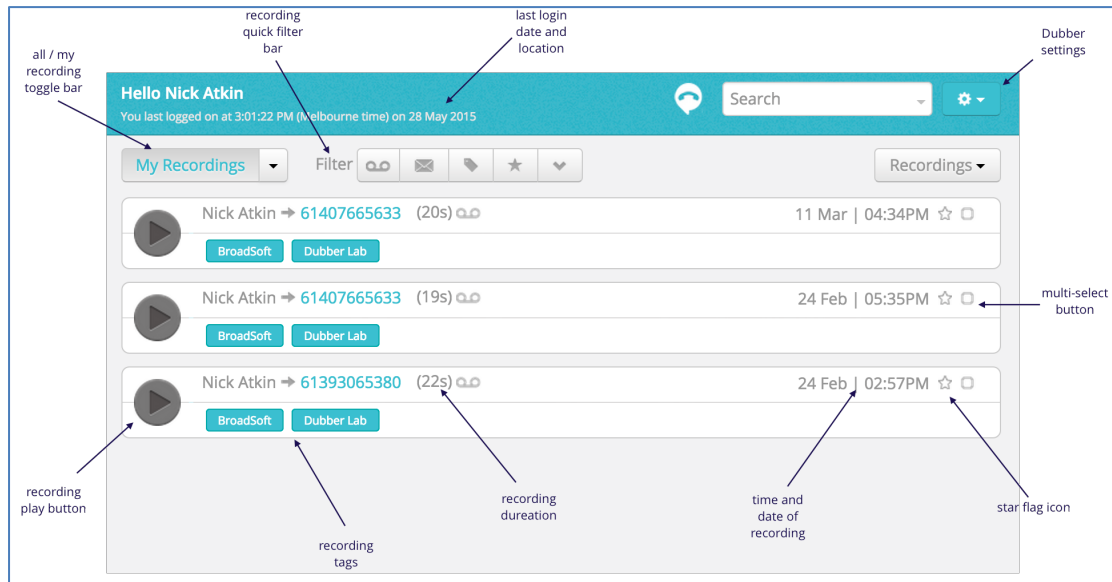 recording
quick filter
bar
last login
date and
location
Dubber
settings
all / my
recording
toggle bar
Hello Nick Atkin
You last logged on at 3:01:22 PM (Melbourne time) on 28 May 2015
Search
My Recordings
Filter
Recordings
Nick Atkin → 61407665633 (20s)
11 Mar | 04:34PM
BroadSoft
Dubber Lab
Nick Atkin → 61407665633 (19s)
24 Feb | 05:35PM
BroadSoft
Dubber Lab
multi-select
button
Nick Atkin → 61393065380 (22s)
24 Feb | 02:57PM
BroadSoft
Dubber Lab
recording
play button
recording
tags
recording
dureation
time and
date of
recording
star flag icon